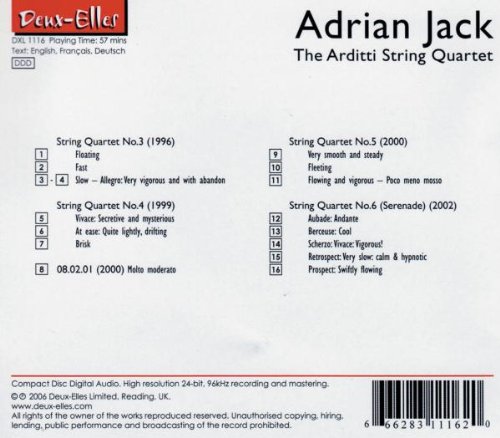 Deux-Elles
DXL 1116 Playing Time: 57 mins
Text: English, Français, Deutsch
DDD
Adrian Jack
The Arditti String Quartet
String Quartet No.3 (1996)
1 Floating
2 Fast
3 - 4 Slow – Allegro: Very vigorous and with abandon
String Quartet No.4 (1999)
5 Vivace: Secretive and mysterious
6 At ease: Quite lightly, drifting
7 Brisk
8 08.02.01 (2000) Molto moderato
String Quartet No.5 (2000)
9 Very smooth and steady
10 Fleeting
11 Flowing and vigorous – Poco meno mosso
String Quartet No.6 (Serenade) (2002)
12 Aubade: Andante
13 Berceuse: Cool
14 Scherzo: Vivace: Vigorous!
15 Retrospect: Very slow: calm & hypnotic
16 Prospect: Swiftly flowing
Compact Disc Digital Audio. High resolution 24-bit, 96kHz recording and mastering.
©℗ 2006 Deux-Elles Limited, Reading, UK.
www.deux-elles.com
All rights of the owner of the works reproduced reserved. Unauthorised copying, hiring,
lending, public performance and broadcasting of the record prohibited.
6 66283 11162 0